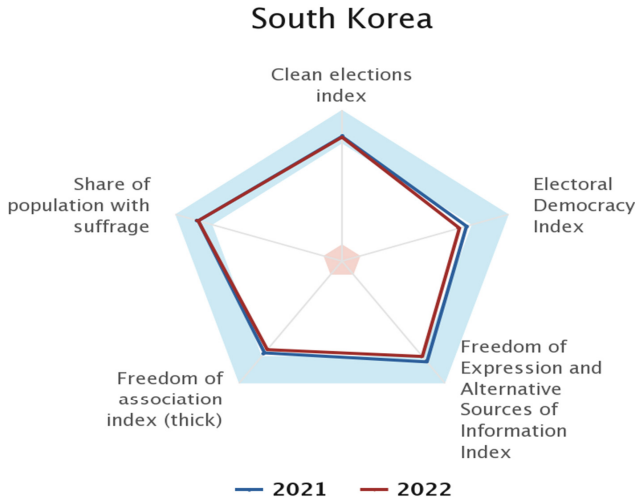 South Korea
Clean elections
index
Share of
population with
suffrage
Electoral
Democracy
Index
Freedom of
association
index (thick)
Freedom of
Expression and
Alternative
Sources of
Information
Index
2021
2022